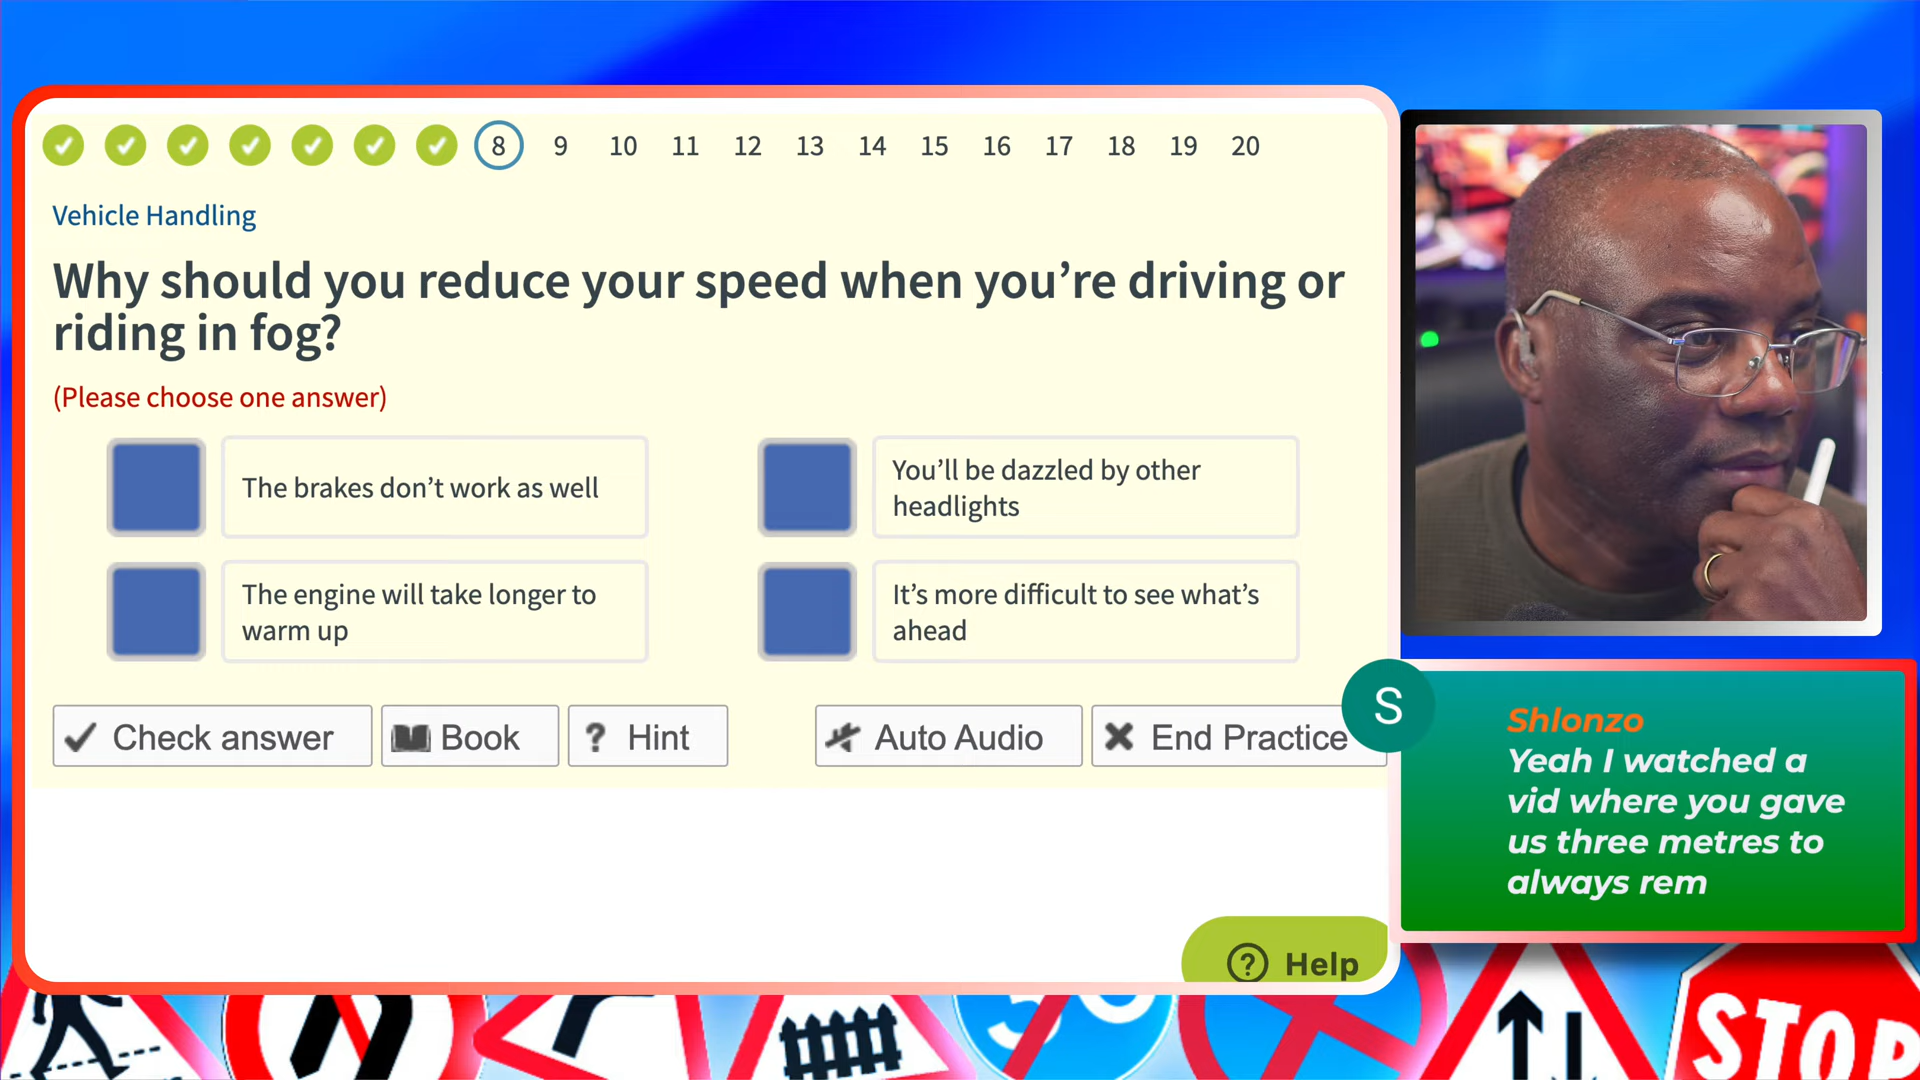 8 9 10 11 12 13 14 15 16 17 18 19 20
Vehicle Handling
Why should you reduce your speed when you’re driving or
riding in fog?
(Please choose one answer)
The brakes don’t work as well
You’ll be dazzled by other
headlights
The engine will take longer to
warm up
It’s more difficult to see what’s
ahead
Check answer
Book
? Hint
Auto Audio
End Practice
S
Shlonzo
Yeah I watched a
vid where you gave
us three metres to
always rem
? Help
STOP